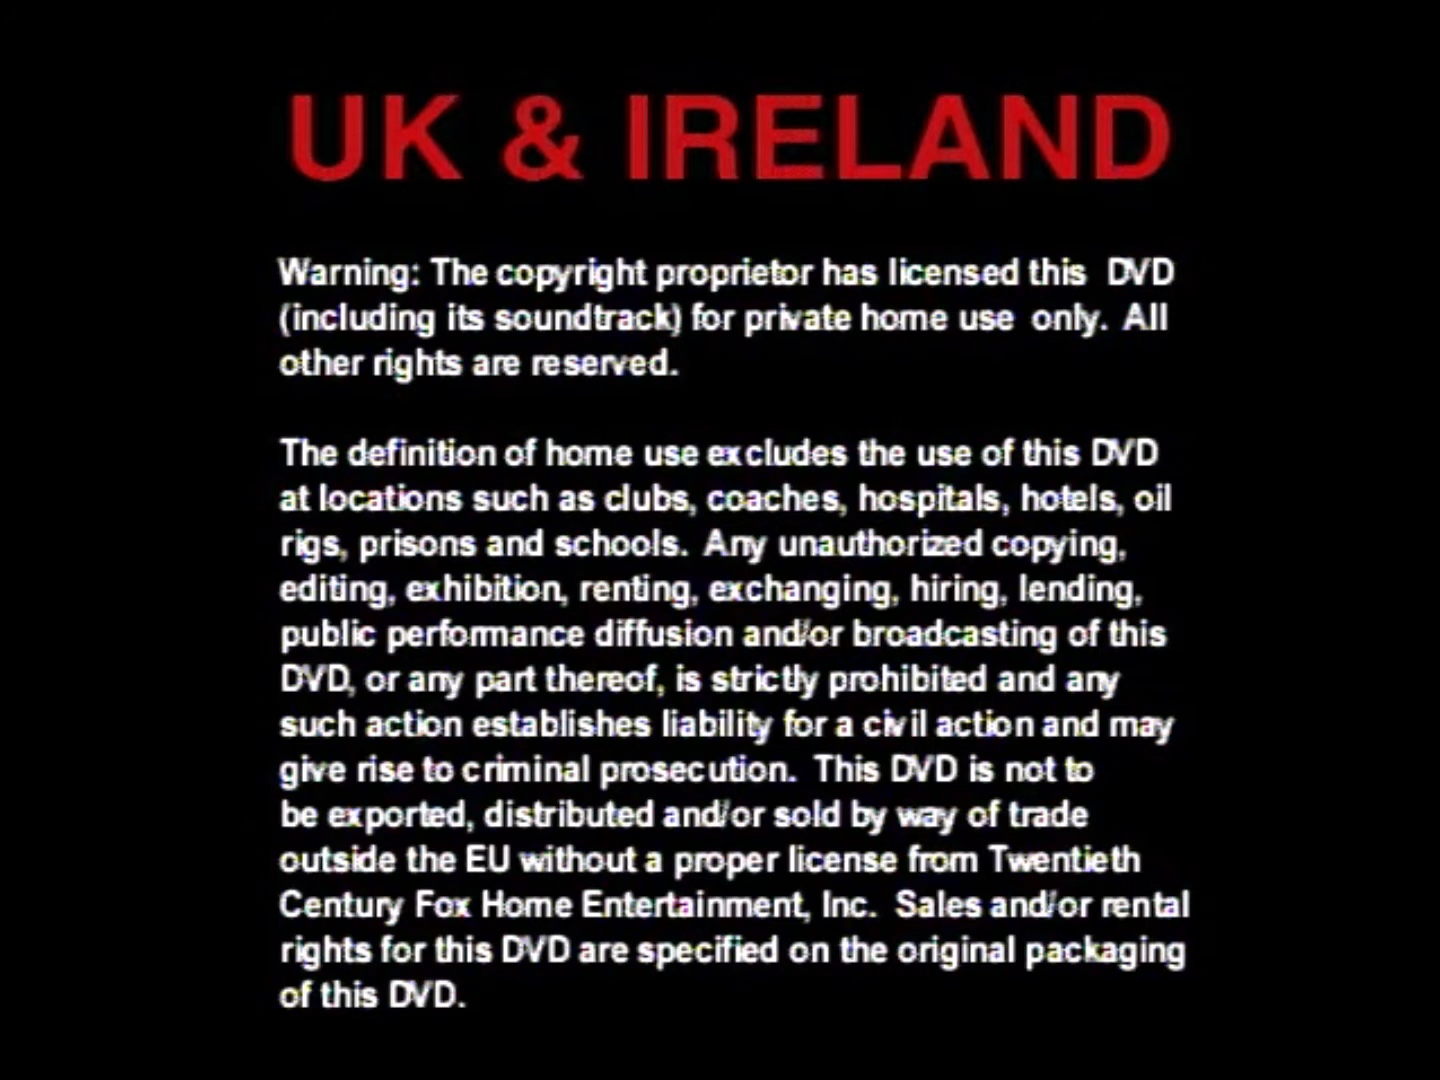 UK & IRELAND
Warning: The copyright proprietor has licensed this DVD
(including its soundtrack) for private home use only. All
other rights are reserved.
The definition of home use excludes the use of this DVD
at locations such as clubs, coaches, hospitals, hotels, oil
rigs, prisons and schools. Any unauthorized copying,
editing, exhibition, renting, exchanging, hiring, lending,
public performance diffusion and/or broadcasting of this
DVD, or any part thereof, is strictly prohibited and any
such action establishes liability for a civil action and may
give rise to criminal prosecution. This DVD is not to
be exported, distributed and/or sold by way of trade
outside the EU without a proper license from Twentieth
Century Fox Home Entertainment, Inc. Sales and/or rental
rights for this DVD are specified on the original packaging
of this DVD.